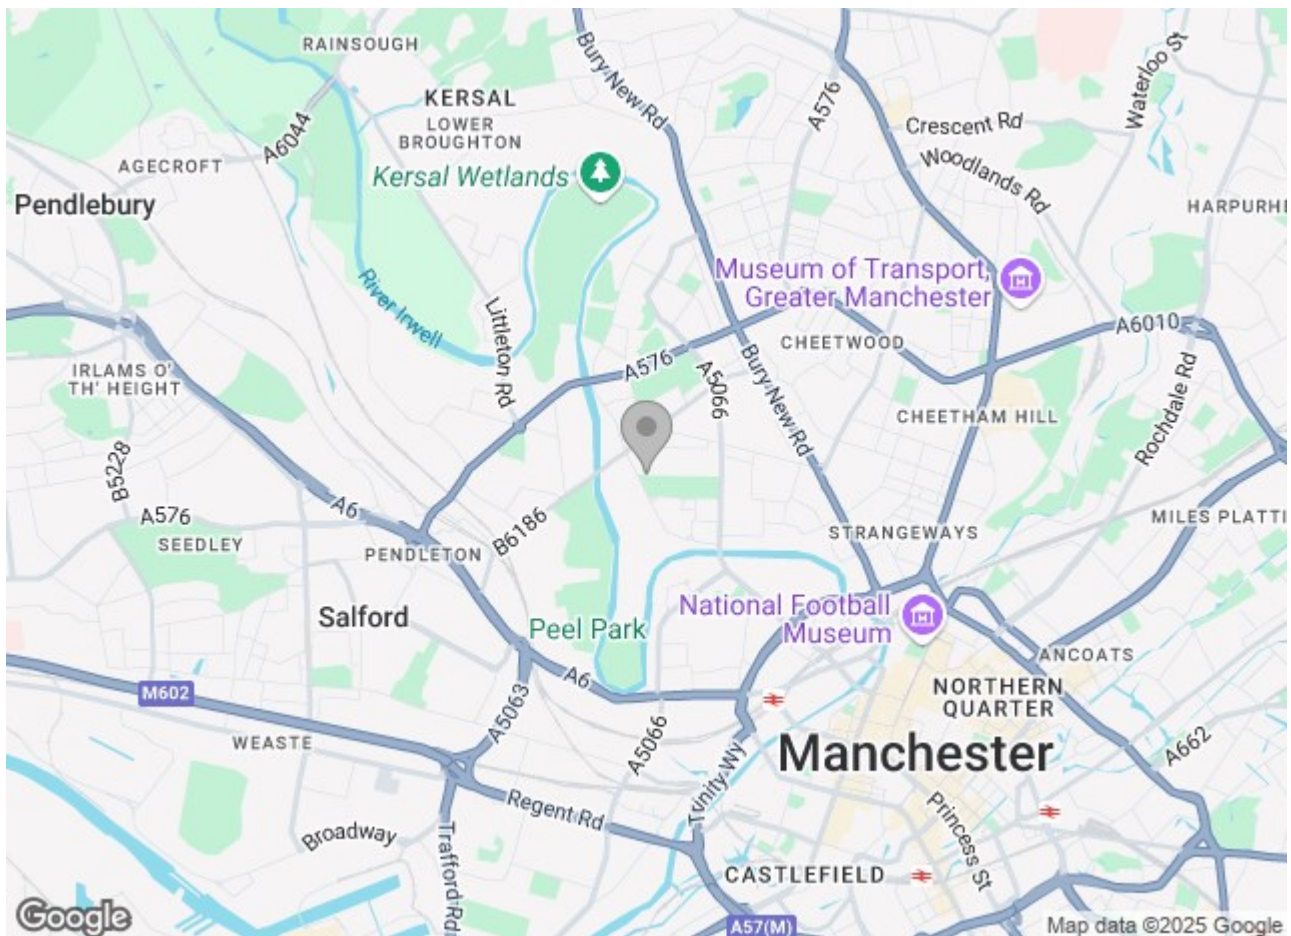 RAINSOUGH
KERSAL
LOWER
BROUGHTON
Kersal Wetlands
Bury New Rd
A576
Waterloo St
Crescent Rd
Woodlands Rd
A6044
AGECROFT
Pendlebury
HARPURHE
River Irwell
Museum of Transport,
Greater Manchester
Littleton Rd
A6010
CHEETWOOD
IRLAMS O'
TH' HEIGHT
A576
A5066
Bury New Rd
Rochdale Rd
CHEETHAM HILL
B5228
A6
A576
SEEDLEY
PENDLETON
B6186
STRANGEWAYS
MILES PLATTI
Salford
Peel Park
National Football
Museum
ANCOATS
M602
A6
NORTHERN
QUARTER
A5063
A5066
WEASTE
Manchester
A662
Trinity Wy
Regent Rd
Princess St
Broadway
Trafford Rd
CASTLEFIELD
A57(M)
Google
Map data ©2025 Google